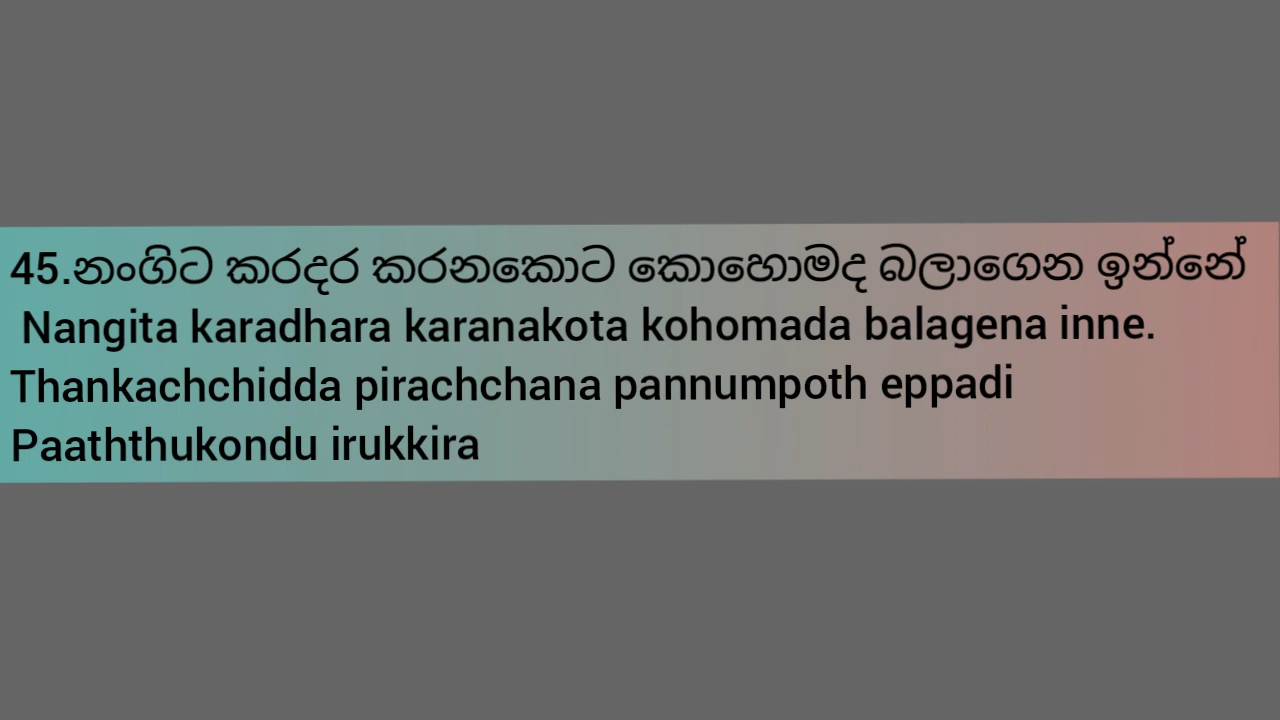 45.නංගිට කරදර කරනකොට කොහොමද බලාගෙන ඉන්නේ
Nangita karadhara karanakota kohomada balagena inne.
Thankachchidda pirachchana pannumpoth eppadi
Paaththukondu irukkira